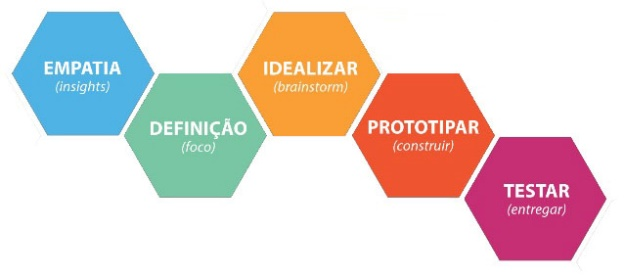 EMPATIA
(insights)
DEFINIÇÃO
(foco)
IDEALIZAR
(brainstorm)
PROTOTIPAR
(construir)
TESTAR
(entregar)